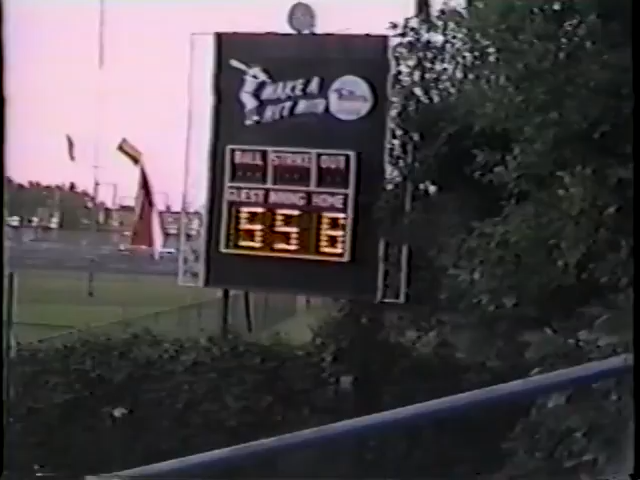 MAKE A
HIT WITH
BALL STRIKE OUT
GUEST INNING HOME
5 5 6